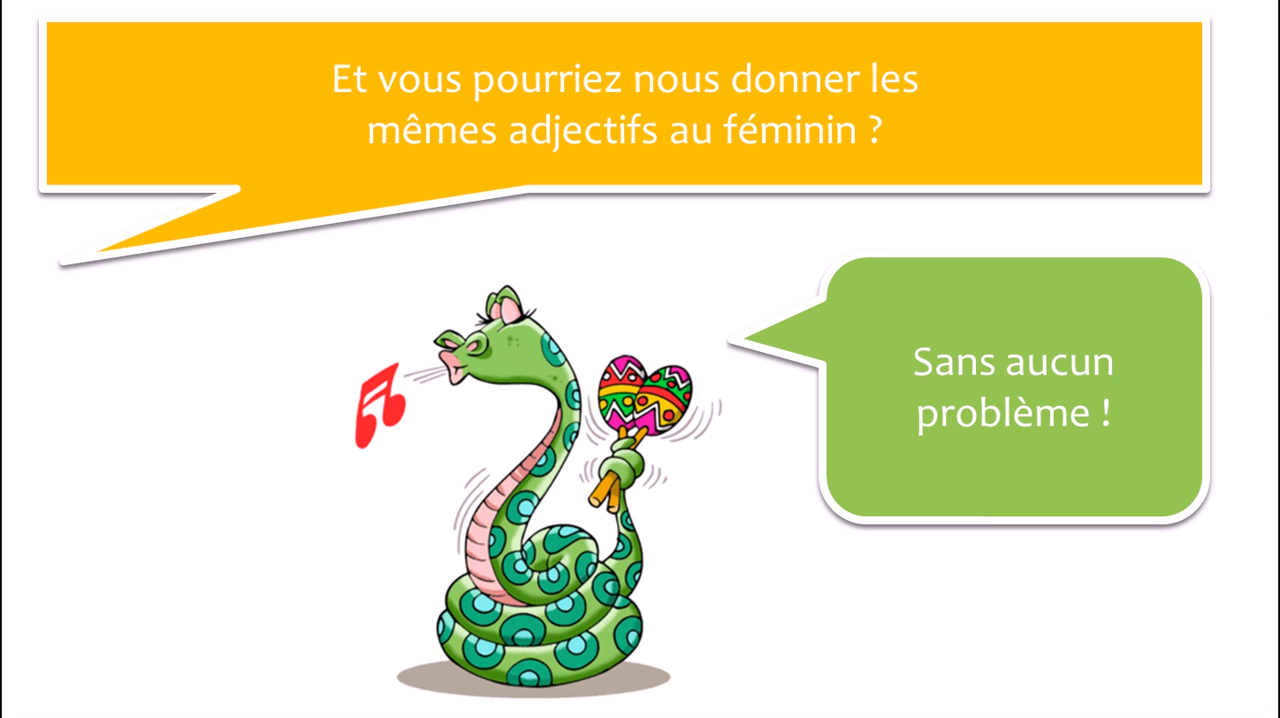 Et vous pourriez nous donner les
mêmes adjectifs au féminin ?
Sans aucun
problème !